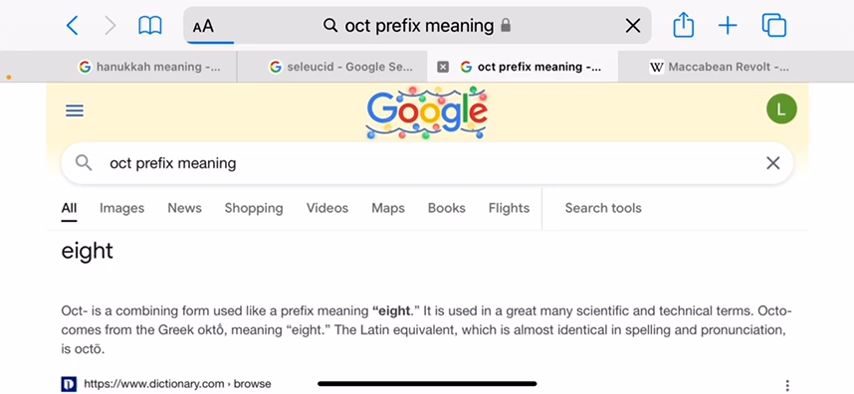 AA oct prefix meaning
hanukkah meaning -... seleucid - Google Se... oct prefix meaning -... W Maccabean Revolt -...
Google L
oct prefix meaning
All Images News Shopping Videos Maps Books Flights Search tools
eight
Oct- is a combining form used like a prefix meaning “eight.” It is used in a great many scientific and technical terms. Octo-
comes from the Greek oktṓ, meaning “eight.” The Latin equivalent, which is almost identical in spelling and pronunciation,
is octō.
https://www.dictionary.com › browse